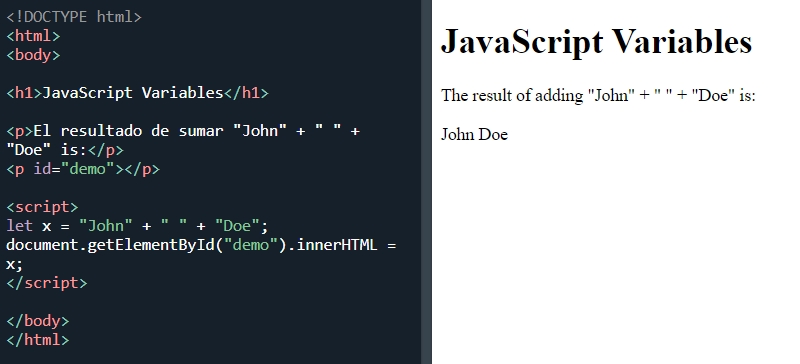 <!DOCTYPE html>
<html>
<body>
<h1>JavaScript Variables</h1>
<p>El resultado de sumar "John" + " " +
"Doe" is:</p>
<p id="demo"></p>
<script>
let x = "John" + " " + "Doe";
document.getElementById("demo").innerHTML =
x;
</script>
</body>
</html>
JavaScript Variables
The result of adding "John" + " " + "Doe" is:
John Doe